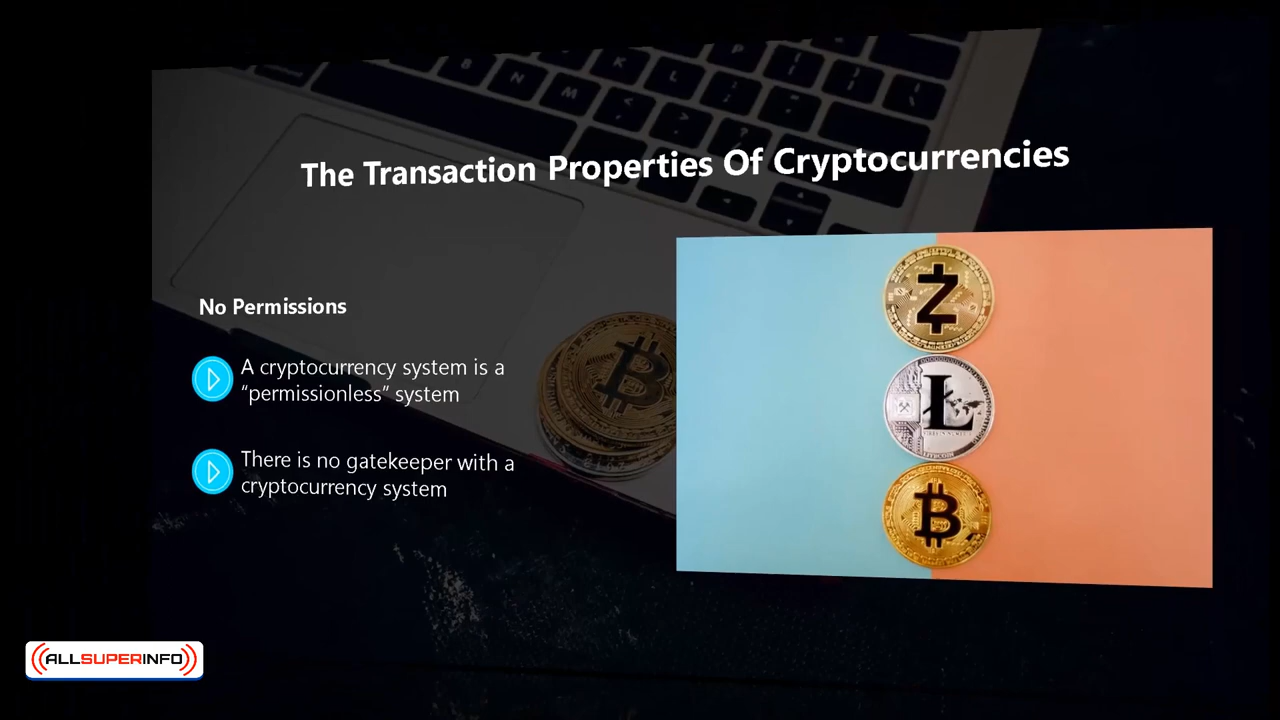 The Transaction Properties Of Cryptocurrencies
No Permissions
A cryptocurrency system is a
“permissionless” system
There is no gatekeeper with a
cryptocurrency system
ALLSUPERINFO